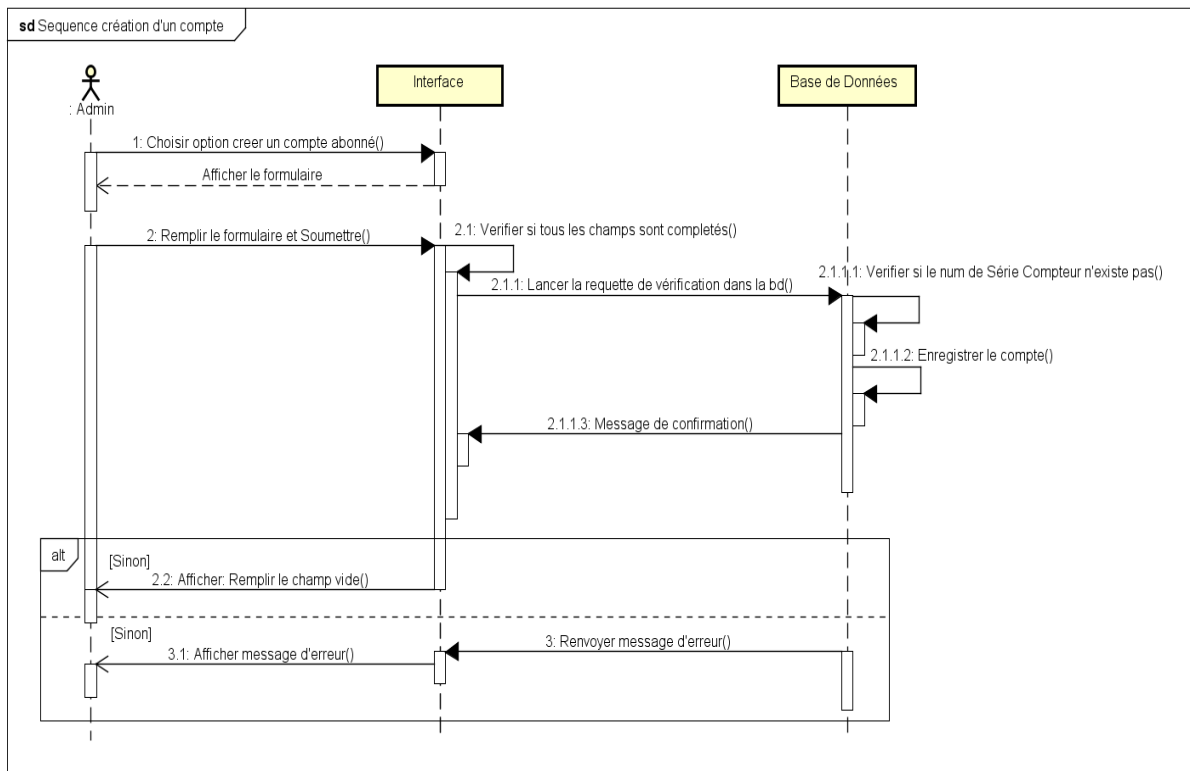 sd Sequence création d'un compte
: Admin
Interface
Base de Données
1: Choisir option creer un compte abonné()
Afficher le formulaire
2: Remplir le formulaire et Soumettre()
2.1: Verifier si tous les champs sont completés()
2.1.1.1: Verifier si le num de Série Compteur n'existe pas()
2.1.1: Lancer la requette de vérification dans la bd()
2.1.1.2: Enregistrer le compte()
2.1.1.3: Message de confirmation()
alt
[Sinon]
2.2: Afficher: Remplir le champ vide()
[Sinon]
3: Renvoyer message d'erreur()
3.1: Afficher message d'erreur()